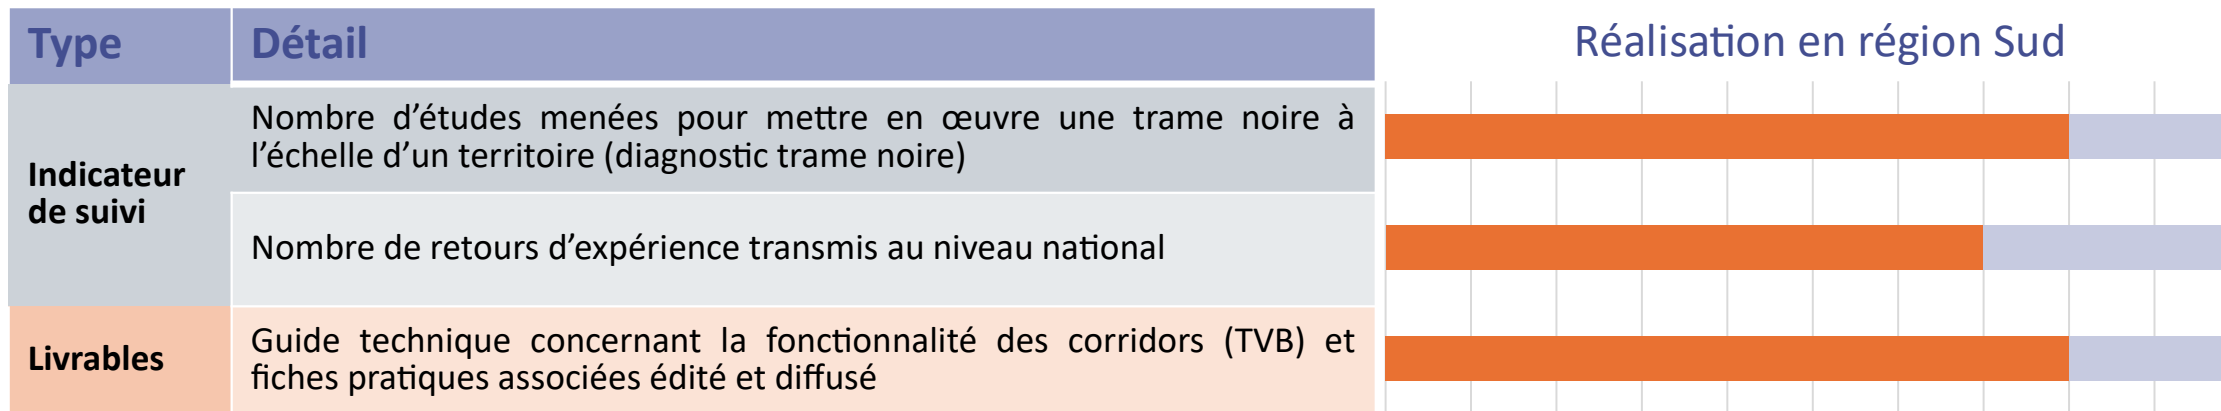 Type
Détail
Réalisation en région Sud
Indicateur
de suivi
Nombre d'études menées pour mettre en œuvre une trame noire à
l'échelle d'un territoire (diagnostic trame noire)
Nombre de retours d'expérience transmis au niveau national
Livrables
Guide technique concernant la fonctionnalité des corridors (TVB) et
fiches pratiques associées édité et diffusé